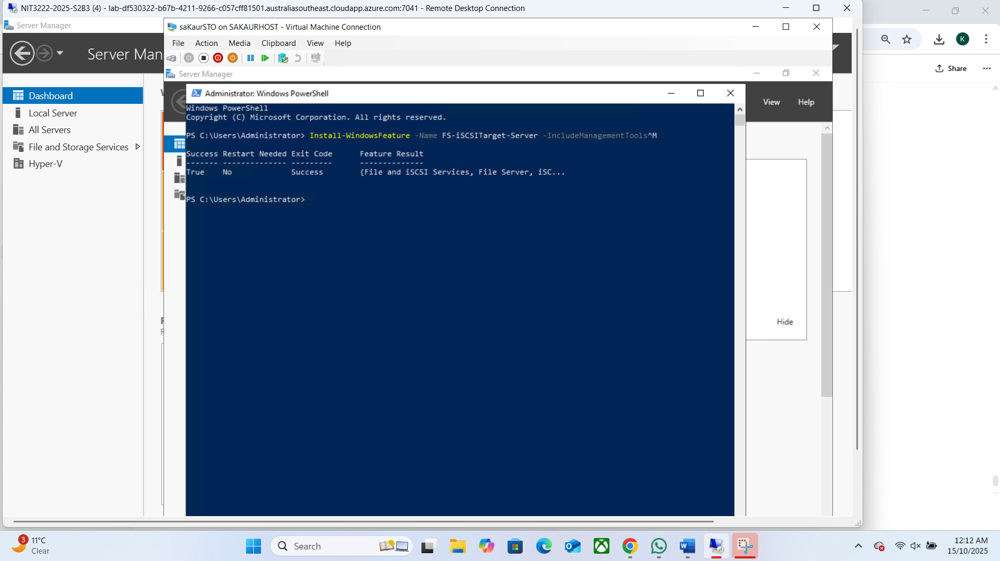 NIT3222-2025-S2B3 (4) - lab-df530322-b67b-4211-9266-c057cff81501.australiasoutheast.cloudapp.azure.com:7041 - Remote Desktop Connection
Server Manager
saKaurSTO on SAKAURHOST - Virtual Machine Connection
File Action Media Clipboard View Help
Server Man
K
Share
Server Manager
View Help
Administrator: Windows PowerShell
Windows PowerShell
Copyright (C) Microsoft Corporation. All rights reserved.
PS C:\Users\Administrator> Install-WindowsFeature -Name FS-iSCSITarget-Server -IncludeManagementTools^M
Success Restart Needed Exit Code Feature Result
------- -------------- --------- --------------
True No Success {File and iSCSI Services, File Server, iSC...
PS C:\Users\Administrator>
Dashboard
Local Server
All Servers
File and Storage Services
Hyper-V
Hide
3
11°C
Clear
Search
12:12 AM
15/10/2025